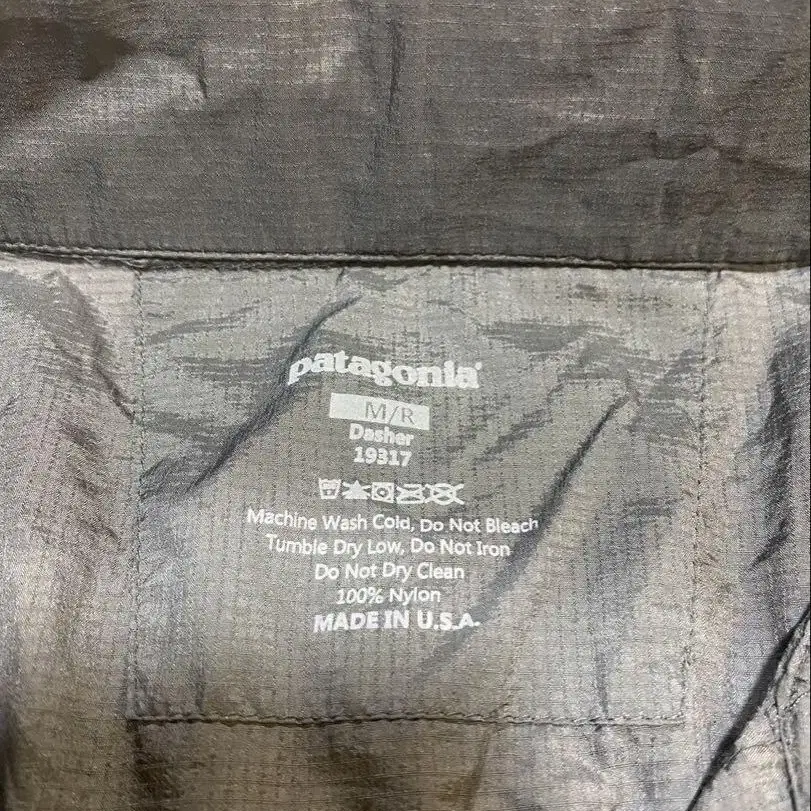 patagonia®
M/R
Dasher
19317
Machine Wash Cold, Do Not Bleach
Tumble Dry Low, Do Not Iron
Do Not Dry Clean
100% Nylon
MADE IN U.S.A.